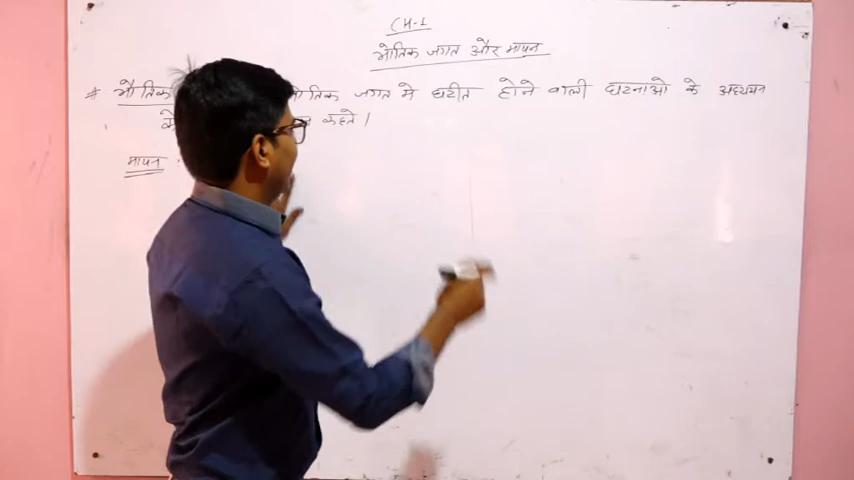 CH-1
भौतिक जगत और मापन
# भौतिक भौतिक जगत मे घटीत होने वाली घटनाओ के अध्ययन
को कहते।
मापन